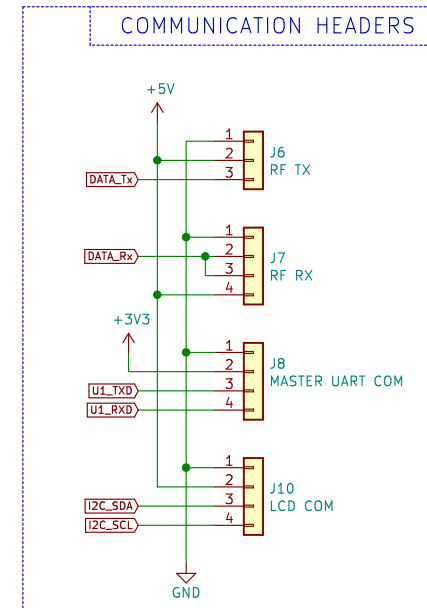 COMMUNICATION HEADERS
+5V
1
2
3
J6
RF TX
DATA_Tx
1
2
3
4
J7
RF RX
DATA_Rx
+3V3
1
2
3
4
J8
MASTER UART COM
U1_TXD
U1_RXD
1
2
3
4
J10
LCD COM
I2C_SDA
I2C_SCL
GND